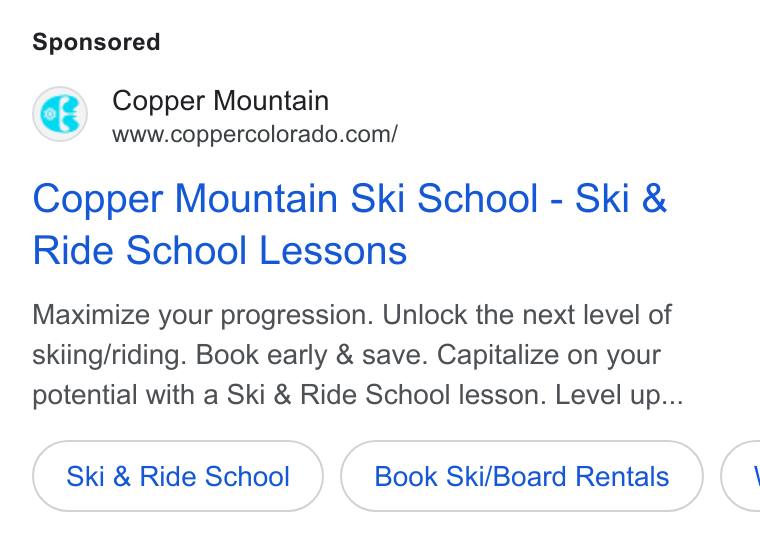 Sponsored
Copper Mountain
www.coppercolorado.com/
Copper Mountain Ski School - Ski &
Ride School Lessons
Maximize your progression. Unlock the next level of
skiing/riding. Book early & save. Capitalize on your
potential with a Ski & Ride School lesson. Level up...
Ski & Ride School
Book Ski/Board Rentals